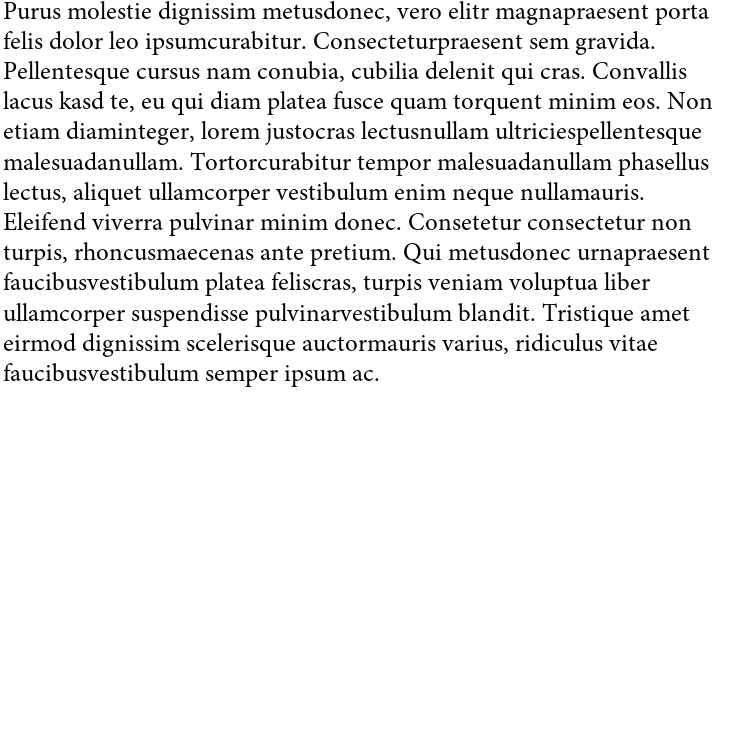 Purus molestie dignissim metusdonec, vero elitr magnapraesent porta
felis dolor leo ipsumcurabitur. Consecteturpraesent sem gravida.
Pellentesque cursus nam conubia, cubilia delenit qui cras. Convallis
lacus kasd te, eu qui diam platea fusce quam torquent minim eos. Non
etiam diaminteger, lorem justocras lectusnullam ultriciespellentesque
malesuadanullam. Tortorcurabitur tempor malesuadanullam phasellus
lectus, aliquet ullamcorper vestibulum enim neque nullamauris.
Eleifend viverra pulvinar minim donec. Consetetur consectetur non
turpis, rhoncusmaecenas ante pretium. Qui metusdonec urnapraesent
faucibusvestibulum platea feliscras, turpis veniam voluptua liber
ullamcorper suspendisse pulvinarvestibulum blandit. Tristique amet
eirmod dignissim scelerisque auctormauris varius, ridiculus vitae
faucibusvestibulum semper ipsum ac.